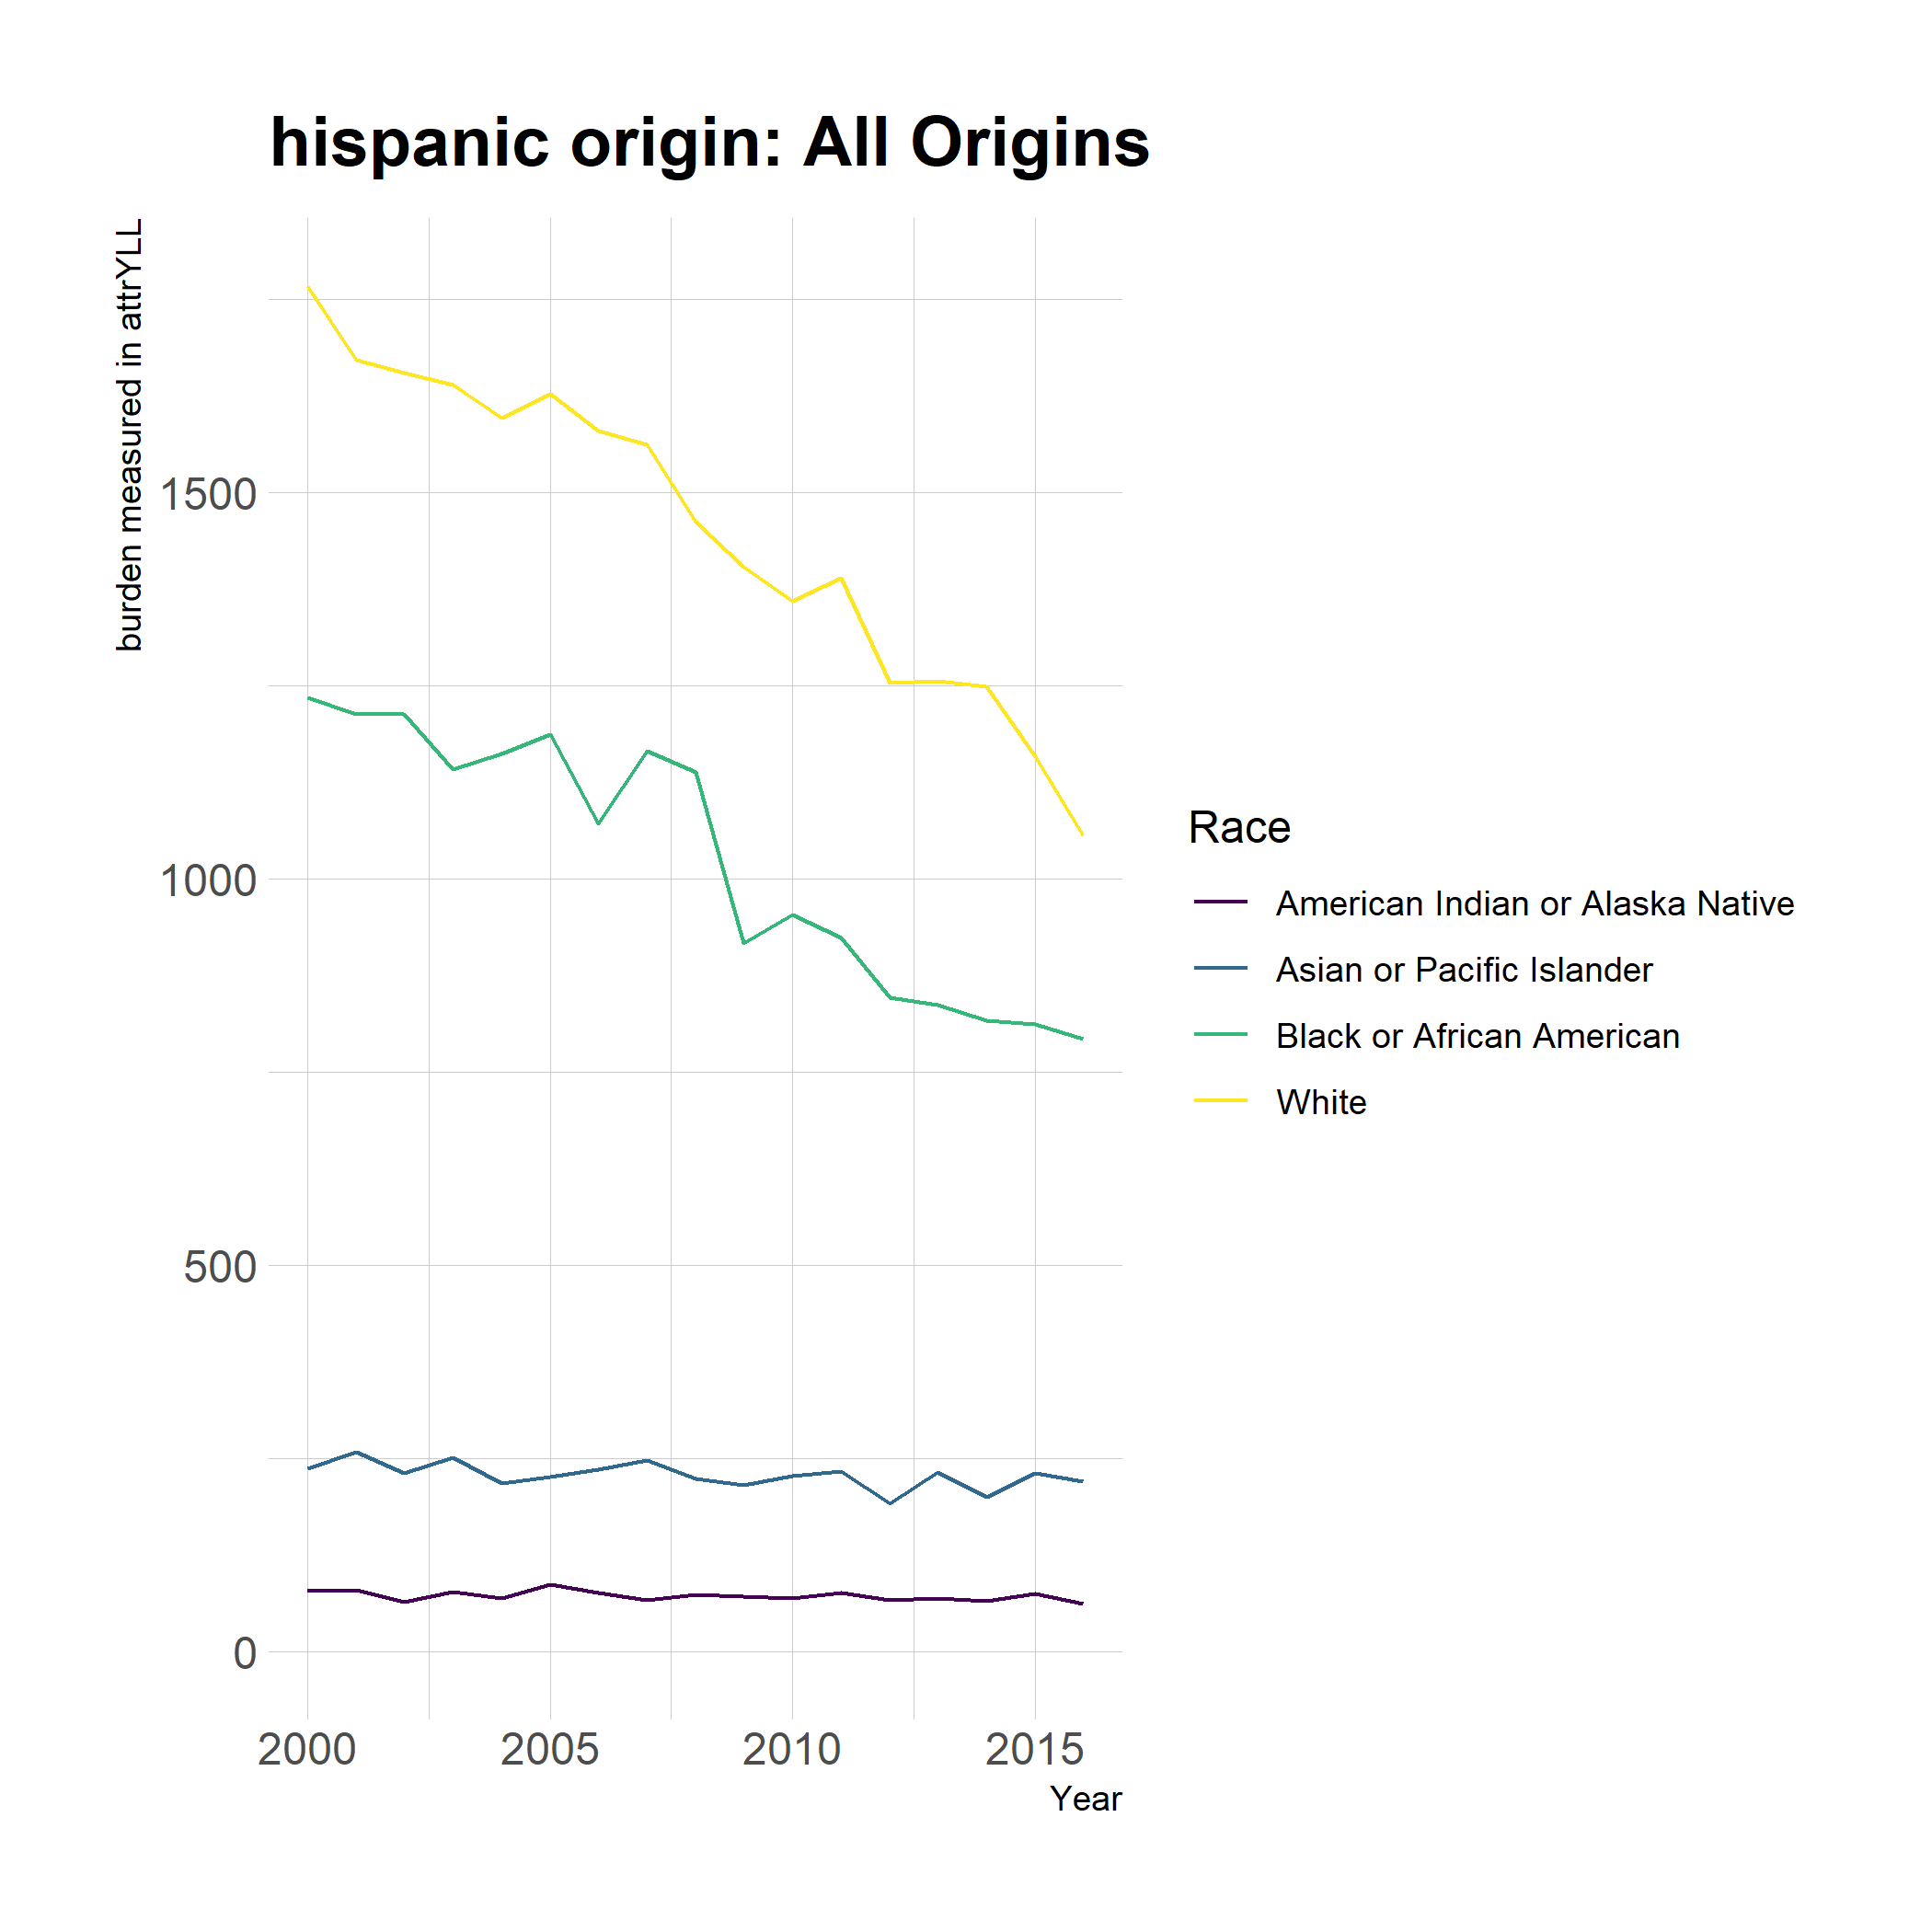 hispanic origin: All Origins
burden measured in attrYLL
1500
1000
500
0
2000 2005 2010 2015
Year
Race
American Indian or Alaska Native
Asian or Pacific Islander
Black or African American
White